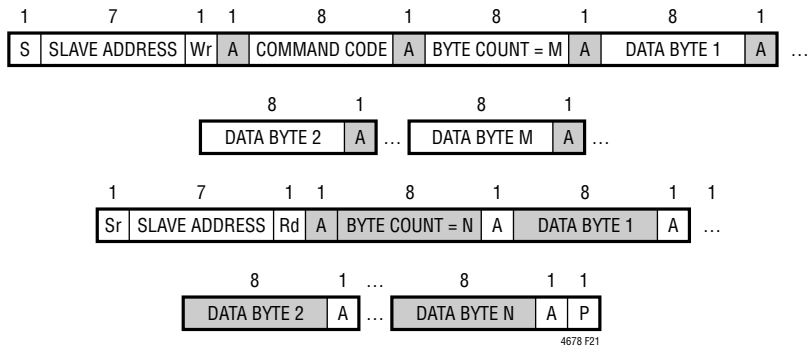 1 7 1 1 8 1 8 1 8 1
S SLAVE ADDRESS Wr A COMMAND CODE A BYTE COUNT = M A DATA BYTE 1 A …
8 1 8 1
DATA BYTE 2 A … DATA BYTE M A …
1 7 1 1 8 1 8 1 1
Sr SLAVE ADDRESS Rd A BYTE COUNT = N A DATA BYTE 1 A …
8 1 … 8 1 1
DATA BYTE 2 A … DATA BYTE N A P
4678 F21